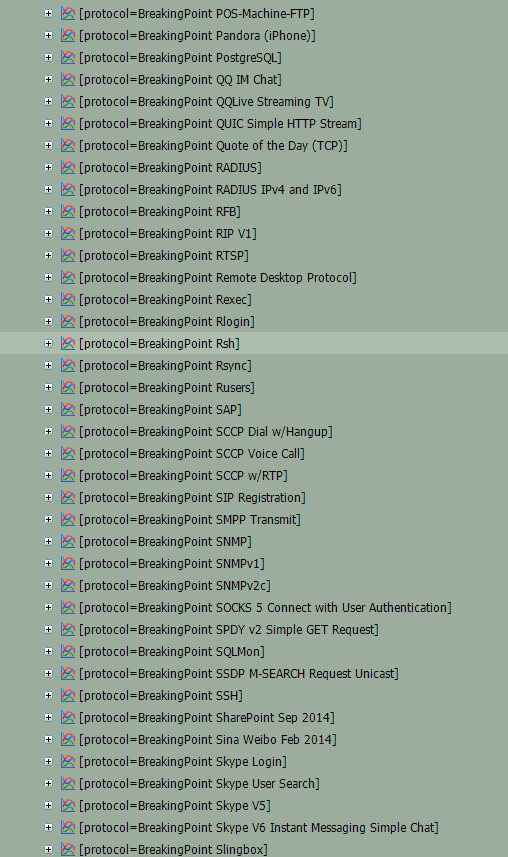 [protocol=BreakingPoint POS-Machine-FTP]
[protocol=BreakingPoint Pandora (iPhone)]
[protocol=BreakingPoint PostgreSQL]
[protocol=BreakingPoint QQ IM Chat]
[protocol=BreakingPoint QQLive Streaming TV]
[protocol=BreakingPoint QUIC Simple HTTP Stream]
[protocol=BreakingPoint Quote of the Day (TCP)]
[protocol=BreakingPoint RADIUS]
[protocol=BreakingPoint RADIUS IPv4 and IPv6]
[protocol=BreakingPoint RFB]
[protocol=BreakingPoint RIP V1]
[protocol=BreakingPoint RTSP]
[protocol=BreakingPoint Remote Desktop Protocol]
[protocol=BreakingPoint Rexec]
[protocol=BreakingPoint Rlogin]
[protocol=BreakingPoint Rsh]
[protocol=BreakingPoint Rsync]
[protocol=BreakingPoint Rusers]
[protocol=BreakingPoint SAP]
[protocol=BreakingPoint SCCP Dial w/Hangup]
[protocol=BreakingPoint SCCP Voice Call]
[protocol=BreakingPoint SCCP w/RTP]
[protocol=BreakingPoint SIP Registration]
[protocol=BreakingPoint SMPP Transmit]
[protocol=BreakingPoint SNMP]
[protocol=BreakingPoint SNMPv1]
[protocol=BreakingPoint SNMPv2c]
[protocol=BreakingPoint SOCKS 5 Connect with User Authentication]
[protocol=BreakingPoint SPDY v2 Simple GET Request]
[protocol=BreakingPoint SQLMon]
[protocol=BreakingPoint SSDP M-SEARCH Request Unicast]
[protocol=BreakingPoint SSH]
[protocol=BreakingPoint SharePoint Sep 2014]
[protocol=BreakingPoint Sina Weibo Feb 2014]
[protocol=BreakingPoint Skype Login]
[protocol=BreakingPoint Skype User Search]
[protocol=BreakingPoint Skype V5]
[protocol=BreakingPoint Skype V6 Instant Messaging Simple Chat]
[protocol=BreakingPoint Slingbox]